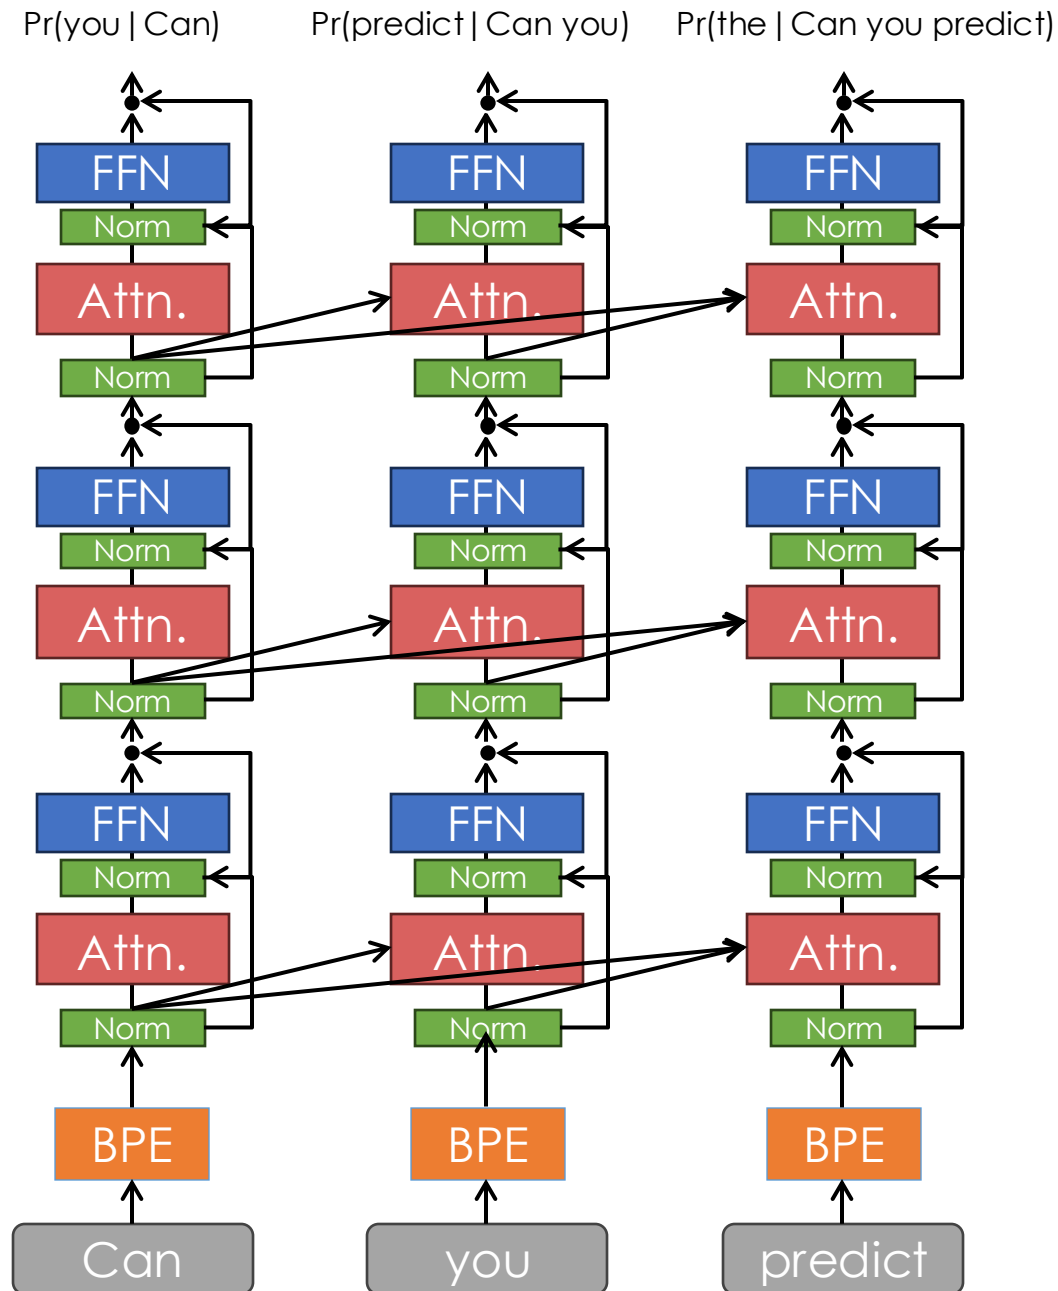 Pr(you|Can) Pr(predict|Can you) Pr(the|Can you predict)
FFN FFN FFN
Norm Norm Norm
Attn. Attn. Attn.
Norm Norm Norm
FFN FFN FFN
Norm Norm Norm
Attn. Attn. Attn.
Norm Norm Norm
FFN FFN FFN
Norm Norm Norm
Attn. Attn. Attn.
Norm Norm Norm
BPE BPE BPE
Can you predict